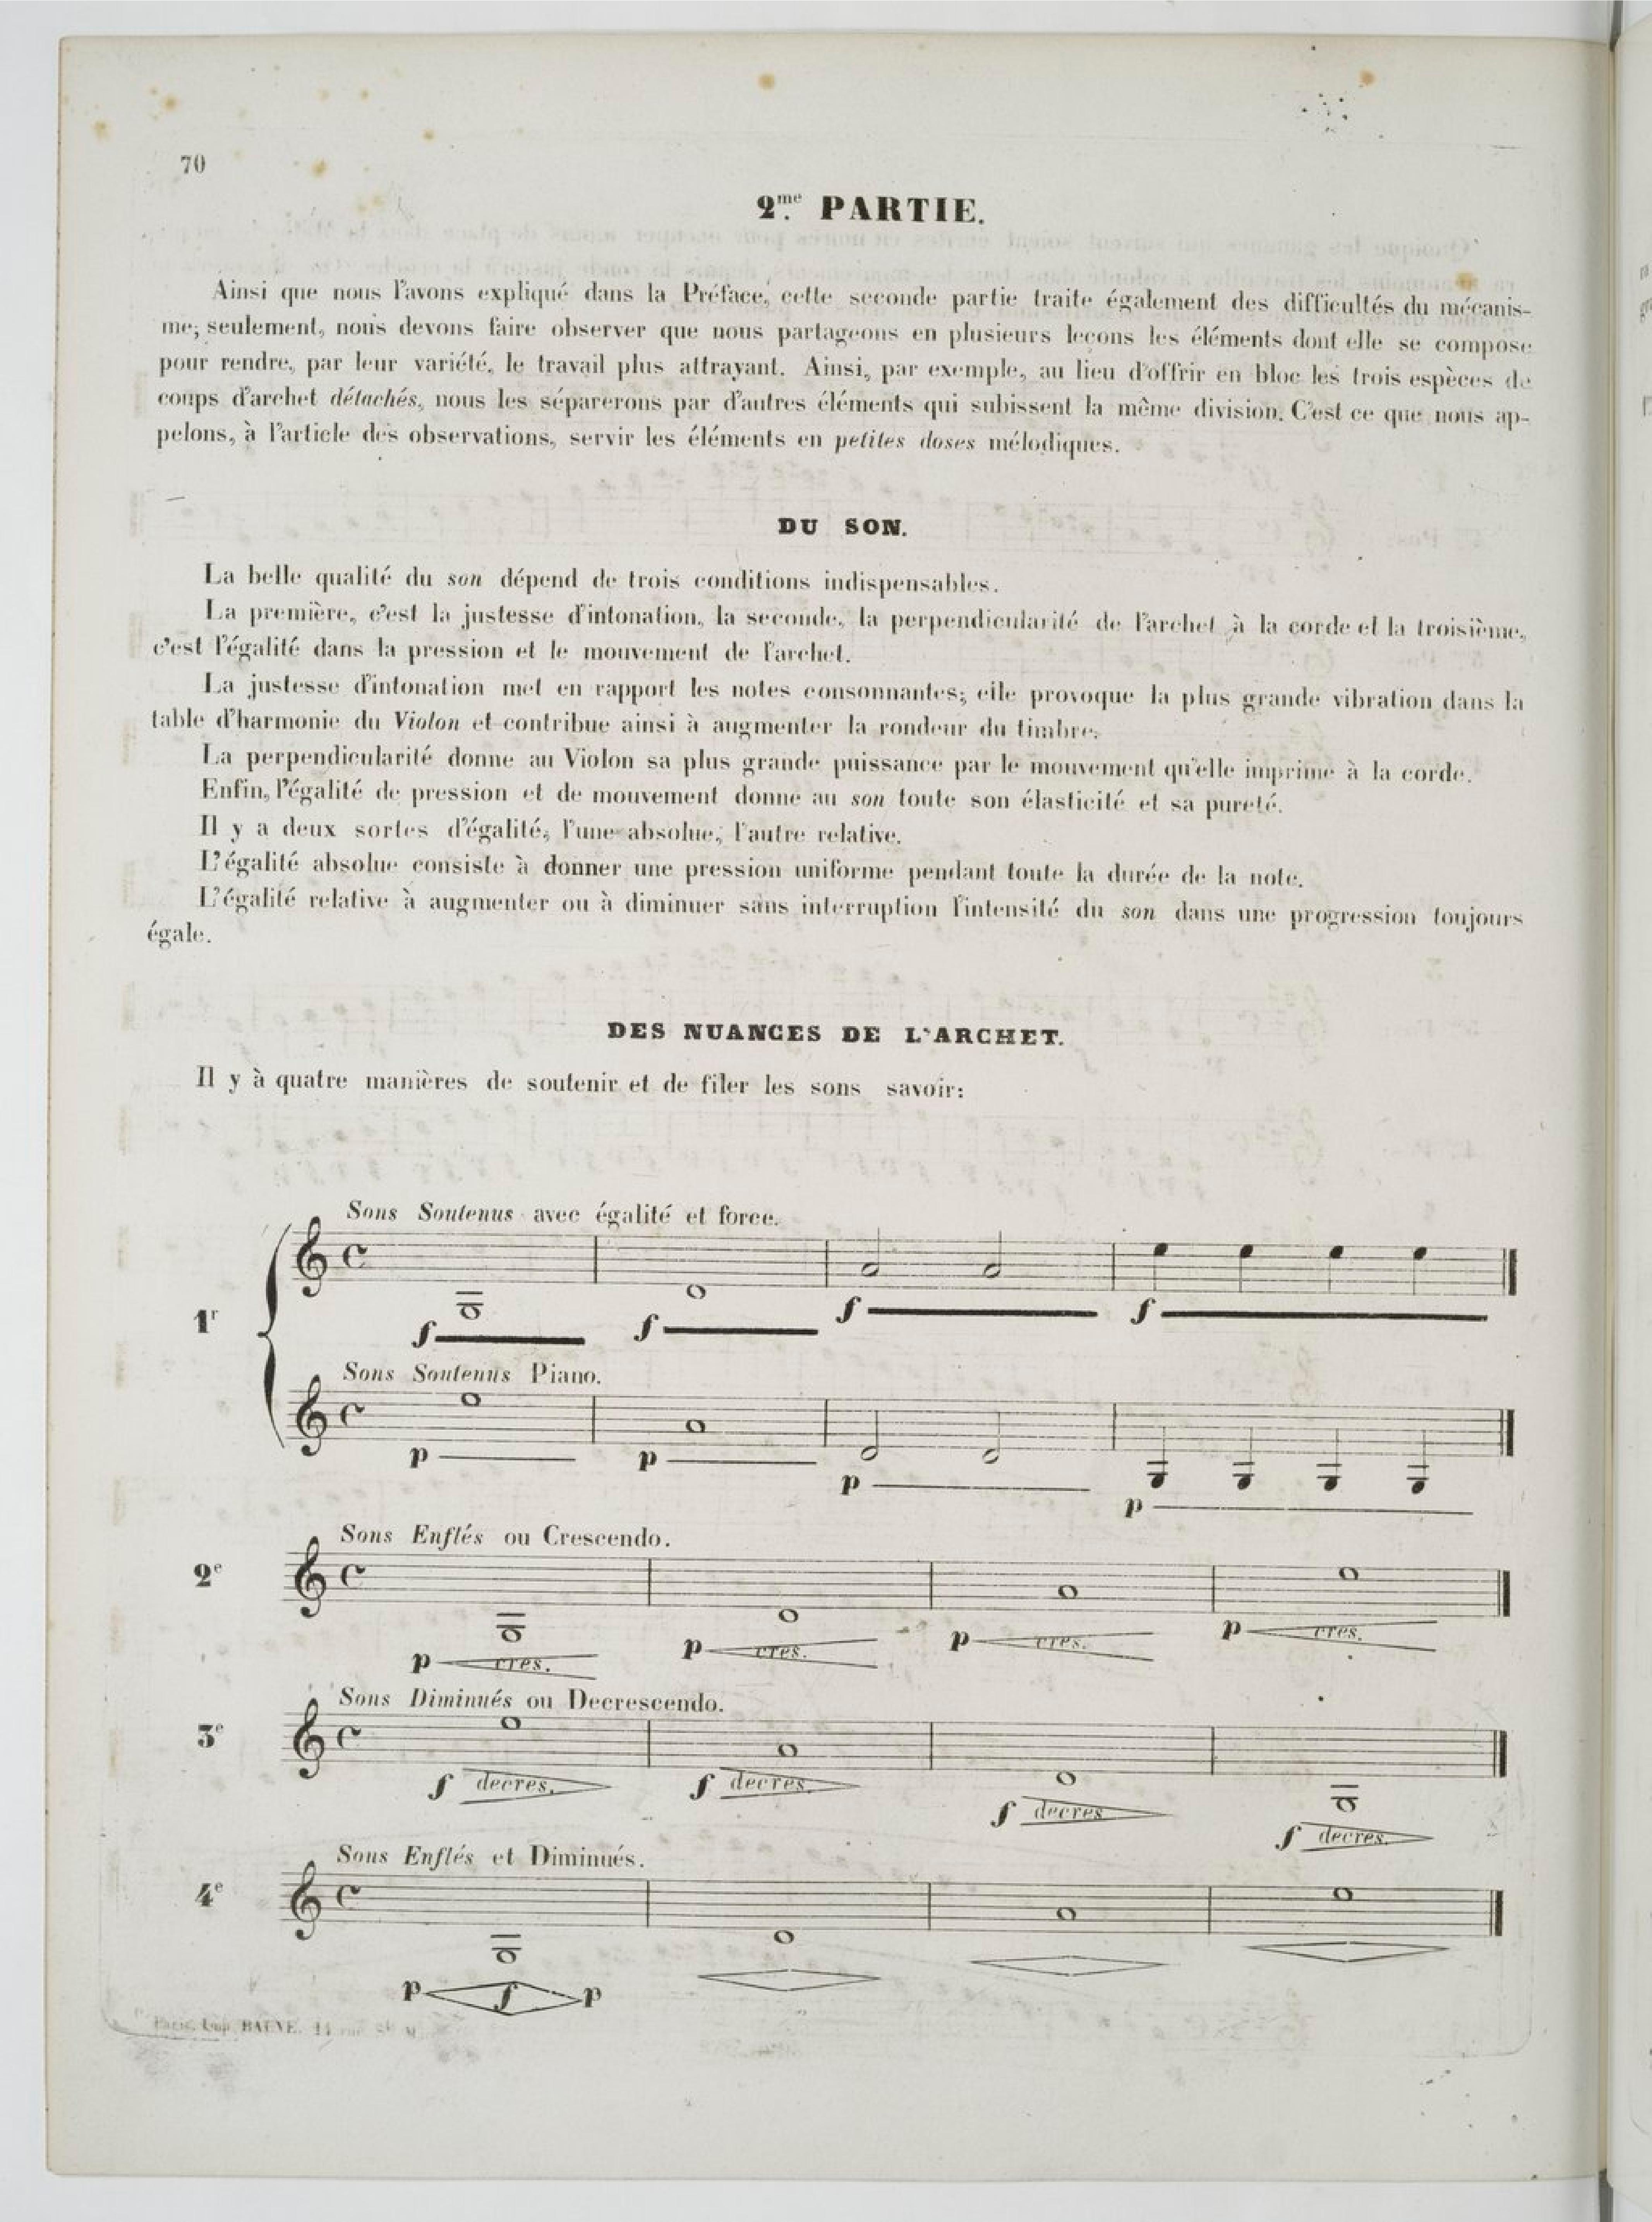 70
2.me PARTIE.
Ainsi que nous l'avons expliqué dans la Préface, cette seconde partie traite également des difficultés du mécanis-
me; seulement, nous devons faire observer que nous partageons en plusieurs leçons les éléments dont elle se compose
pour rendre, par leur variété, le travail plus attrayant. Ainsi, par exemple, au lieu d'offrir en bloc les trois espèces de
coups d'archet détachés, nous les séparerons par d'autres éléments qui subissent la même division. C'est ce que nous ap-
pelons, à l'article des observations, servir les éléments en petites doses mélodiques.
DU SON.
La belle qualité du son dépend de trois conditions indispensables.
La première, c'est la justesse d'intonation, la seconde, la perpendicularité de l'archet à la corde et la troisième,
c'est l'égalité dans la pression et le mouvement de l'archet.
La justesse d'intonation met en rapport les notes consonnantes; elle provoque la plus grande vibration dans la
table d'harmonie du Violon et contribue ainsi à augmenter la rondeur du timbre.
La perpendicularité donne au Violon sa plus grande puissance par le mouvement qu'elle imprime à la corde.
Enfin, l'égalité de pression et de mouvement donne au son toute son élasticité et sa pureté.
Il y a deux sortes d'égalité; l'une absolue, l'autre relative.
L'égalité absolue consiste à donner une pression uniforme pendant toute la durée de la note.
L'égalité relative à augmenter ou à diminuer sans interruption l'intensité du son dans une progression toujours
égale.
DES NUANCES DE L'ARCHET.
Il y à quatre manières de soutenir et de filer les sons savoir:
Sons Soutenus avec égalité et force.
1r
f f f f
Sons Soutenus Piano.
p p p p
Sons Enflés ou Crescendo.
2e
p cres. p cres. p cres. p cres.
Sons Diminués ou Decrescendo.
3e
f decres. f decres. f decres f decres.
Sons Enflés et Diminués.
4e
p f p
Paris, Imp. BAUVE. 14 rue